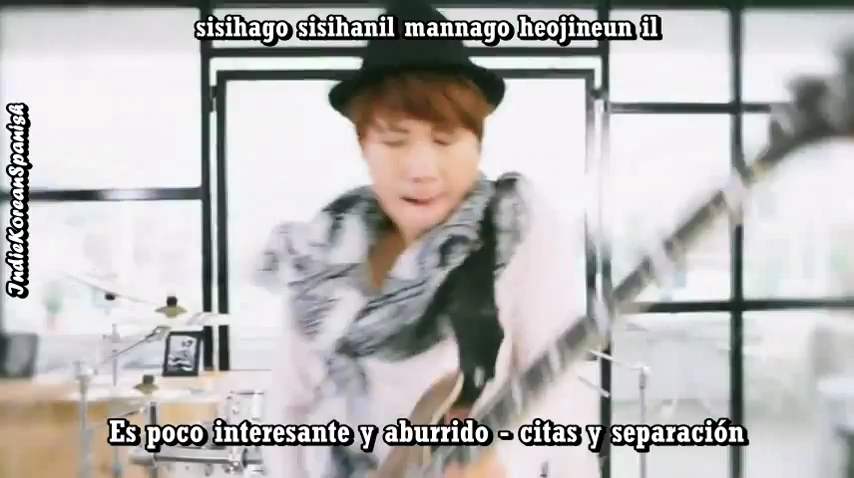 sisihago sisihanil mannago heojineun il
IndieKoreanSpanish
Es poco interesante y aburrido - citas y separación